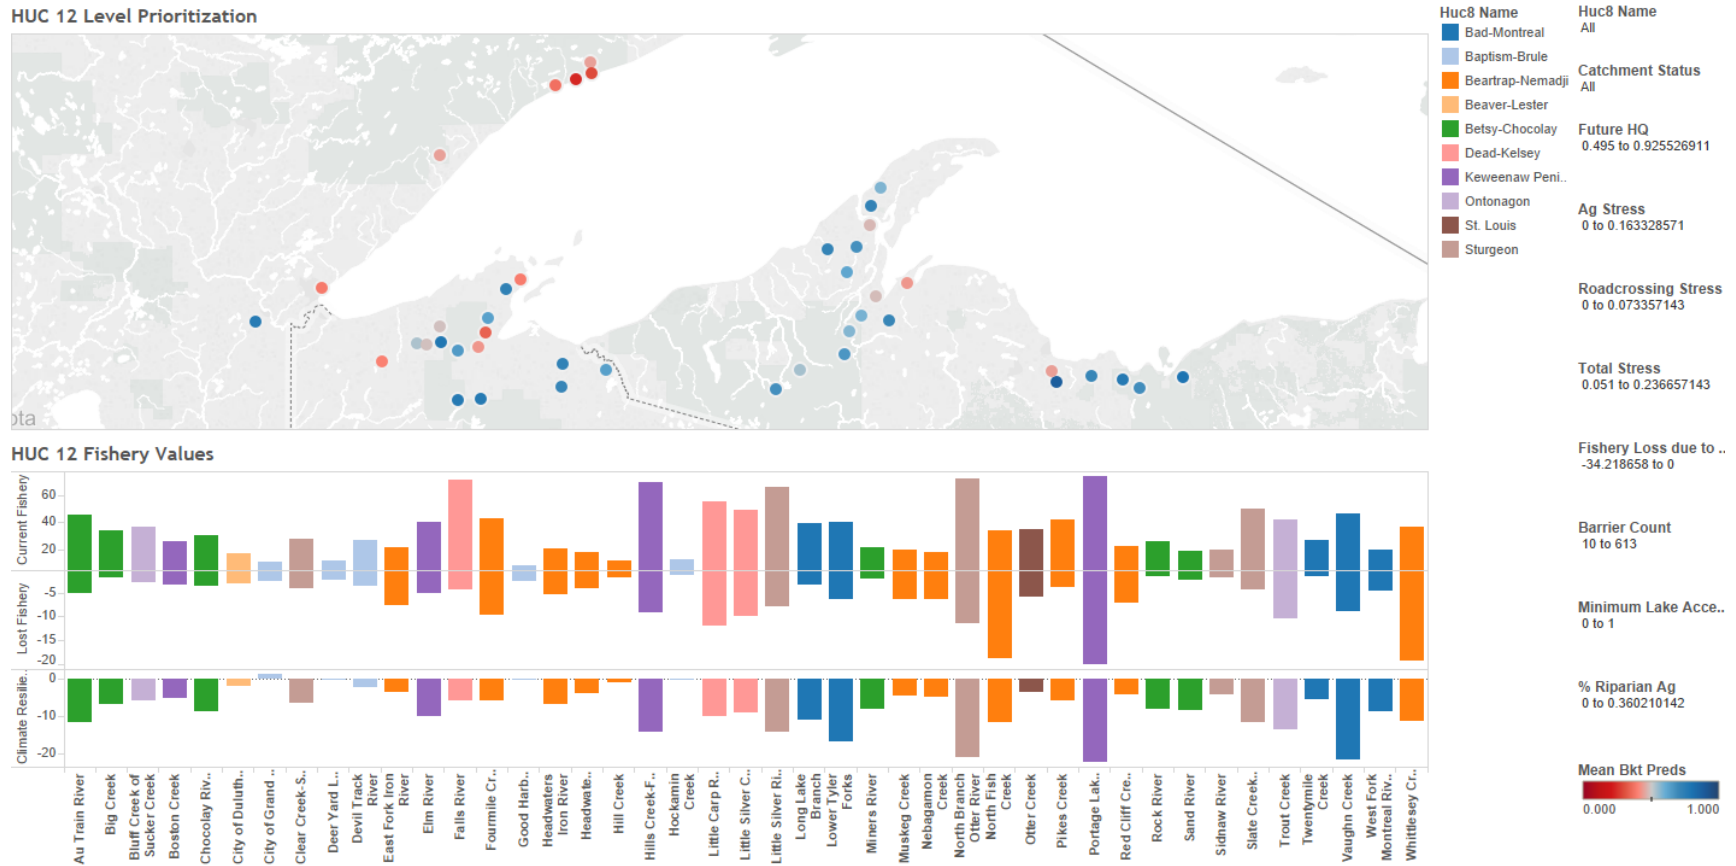 HUC 12 Level Prioritization
ota
Huc8 Name
Bad-Montreal
Baptism-Brule
Beartrap-Nemadji
Beaver-Lester
Betsy-Chocolay
Dead-Kelsey
Keweenaw Peni..
Ontonagon
St. Louis
Sturgeon
Huc8 Name
All
Catchment Status
All
Future HQ
0.495 to 0.925526911
Ag Stress
0 to 0.163328571
Roadcrossing Stress
0 to 0.073357143
Total Stress
0.051 to 0.236657143
Fishery Loss due to ..
-34.218658 to 0
Barrier Count
10 to 613
Minimum Lake Acce..
0 to 1
% Riparian Ag
0 to 0.360210142
Mean Bkt Preds
0.000 1.000
HUC 12 Fishery Values
Current Fishery
60
40
20
Lost Fishery
-5
-10
-15
-20
Climate Resilie..
0
-10
-20
Au Train River
Big Creek
Bluff Creek of
Sucker Creek
Boston Creek
Chocolay Riv..
City of Duluth..
City of Grand ..
Clear Creek-S..
Deer Yard L..
Devil Track
River
East Fork Iron
River
Elm River
Falls River
Fourmile Cr..
Good Harb..
Headwaters
Iron River
Headwate..
Hill Creek
Hills Creek-F..
Hockamin
Creek
Little Carp R..
Little Silver C..
Little Silver Ri..
Long Lake
Branch
Lower Tyler
Forks
Miners River
Muskeg Creek
Nebagamon
Creek
North Branch
Otter River
North Fish
Creek
Otter Creek
Pikes Creek
Portage Lak..
Red Cliff Cre..
Rock River
Sand River
Sidnaw River
Slate Creek..
Trout Creek
Twentymile
Creek
Vaughn Creek
West Fork
Montreal Riv..
Whittlesey Cr..